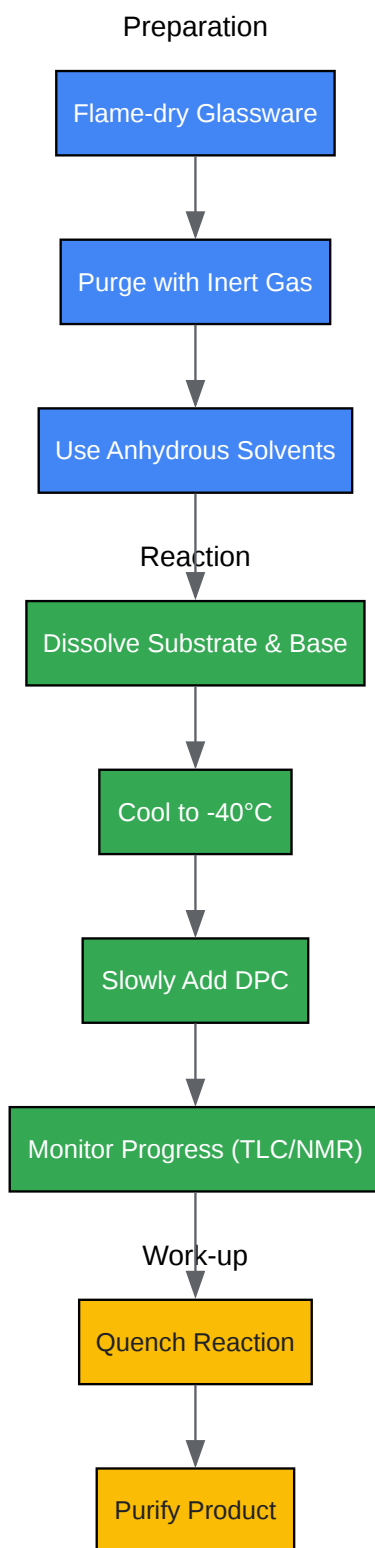 Preparation
Flame-dry Glassware
Purge with Inert Gas
Use Anhydrous Solvents
Reaction
Dissolve Substrate & Base
Cool to -40°C
Slowly Add DPC
Monitor Progress (TLC/NMR)
Work-up
Quench Reaction
Purify Product